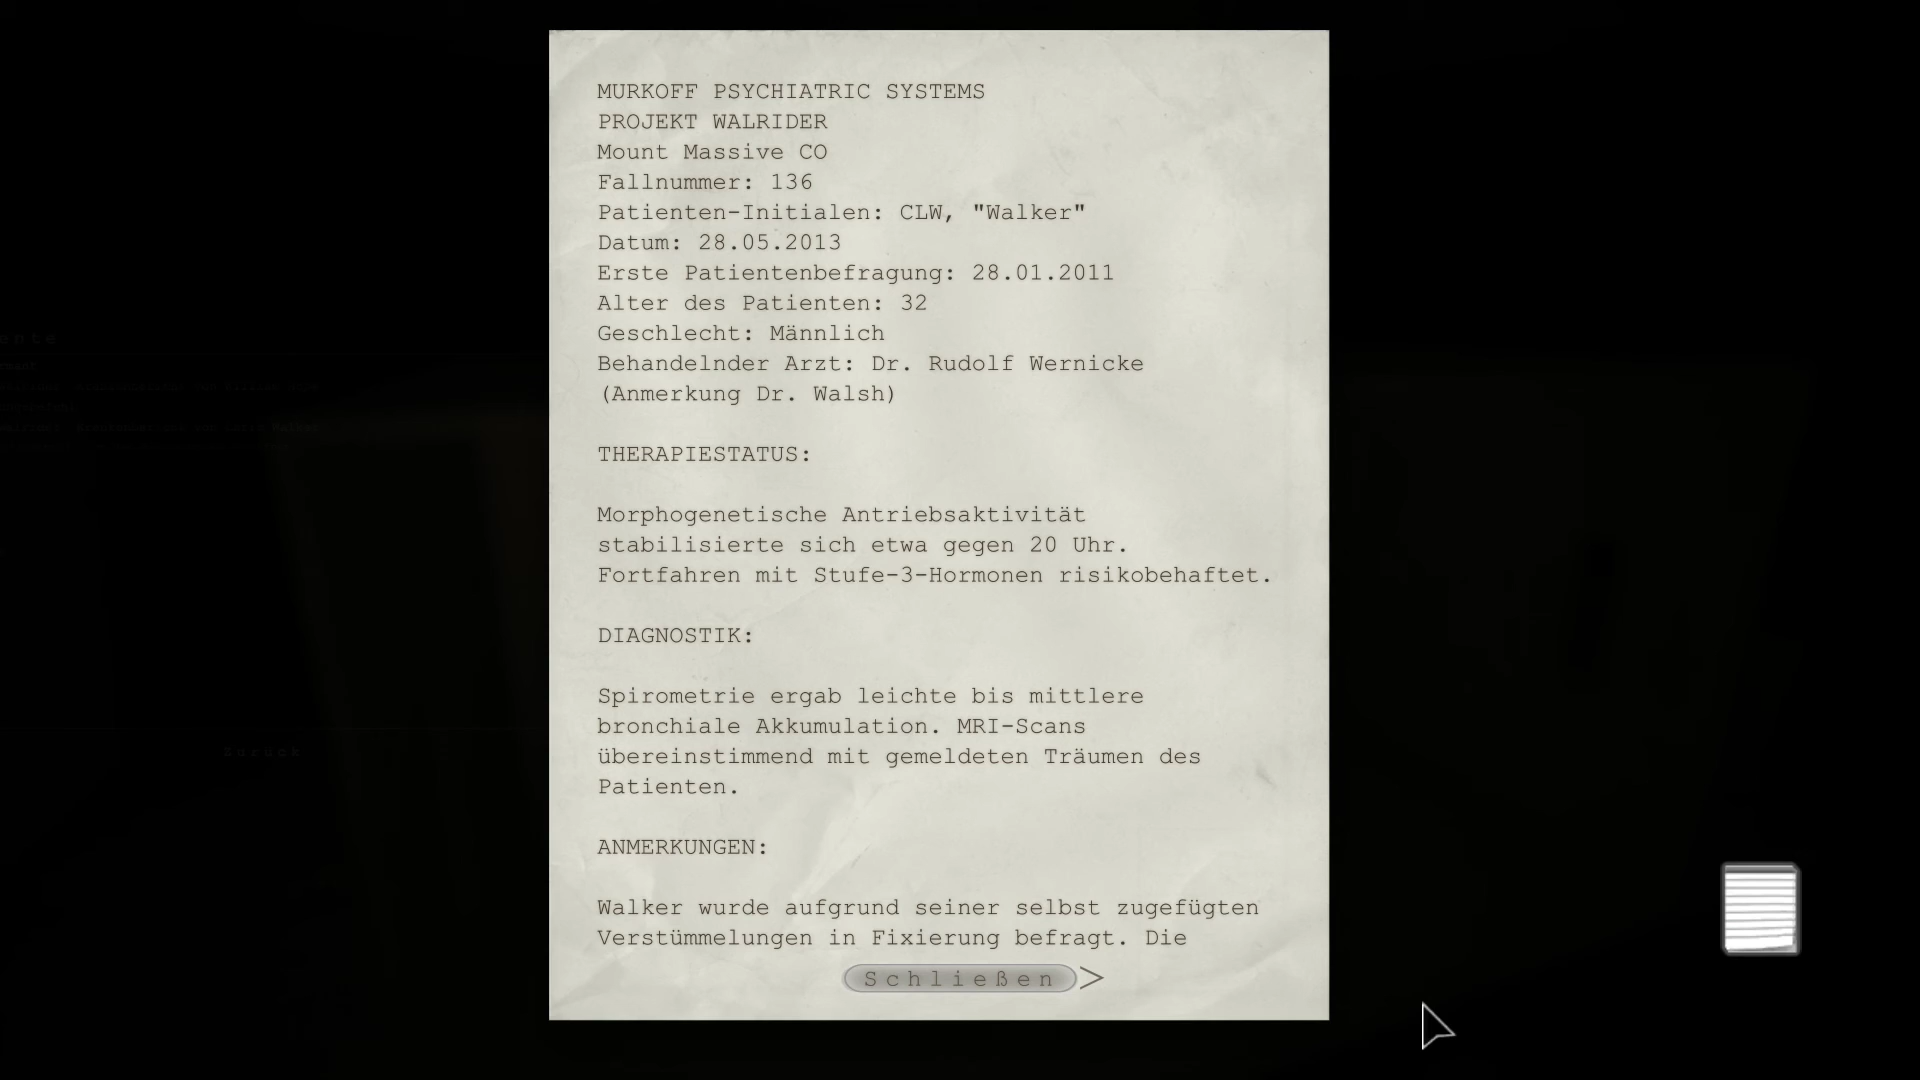 MURKOFF PSYCHIATRIC SYSTEMS
PROJEKT WALRIDER
Mount Massive CO
Fallnummer: 136
Patienten-Initialen: CLW, "Walker"
Datum: 28.05.2013
Erste Patientenbefragung: 28.01.2011
Alter des Patienten: 32
Geschlecht: Männlich
Behandelnder Arzt: Dr. Rudolf Wernicke
(Anmerkung Dr. Walsh)
THERAPIESTATUS:
Morphogenetische Antriebsaktivität
stabilisierte sich etwa gegen 20 Uhr.
Fortfahren mit Stufe-3-Hormonen risikobehaftet.
DIAGNOSTIK:
Spirometrie ergab leichte bis mittlere
bronchiale Akkumulation. MRI-Scans
übereinstimmend mit gemeldeten Träumen des
Patienten.
ANMERKUNGEN:
Walker wurde aufgrund seiner selbst zugefügten
Verstümmelungen in Fixierung befragt. Die
Schließen >
Zurück